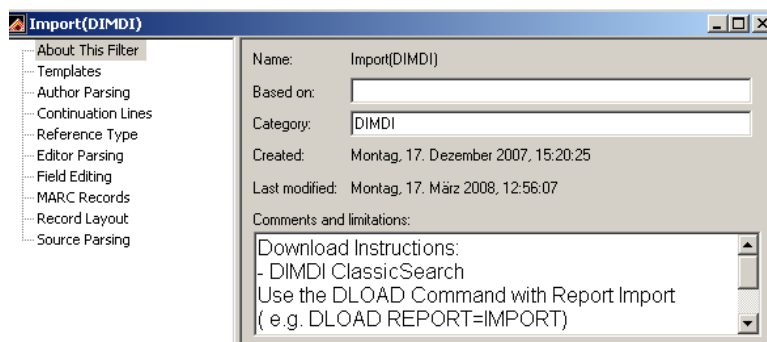 Import(DIMDI)
About This Filter
Templates
Author Parsing
Continuation Lines
Reference Type
Editor Parsing
Field Editing
MARC Records
Record Layout
Source Parsing
Name: Import(DIMDI)
Based on:
Category: DIMDI
Created: Montag, 17. Dezember 2007, 15:20:25
Last modified: Montag, 17. März 2008, 12:56:07
Comments and limitations:
Download Instructions:
- DIMDI ClassicSearch
Use the DLOAD Command with Report Import
( e.g. DLOAD REPORT=IMPORT)